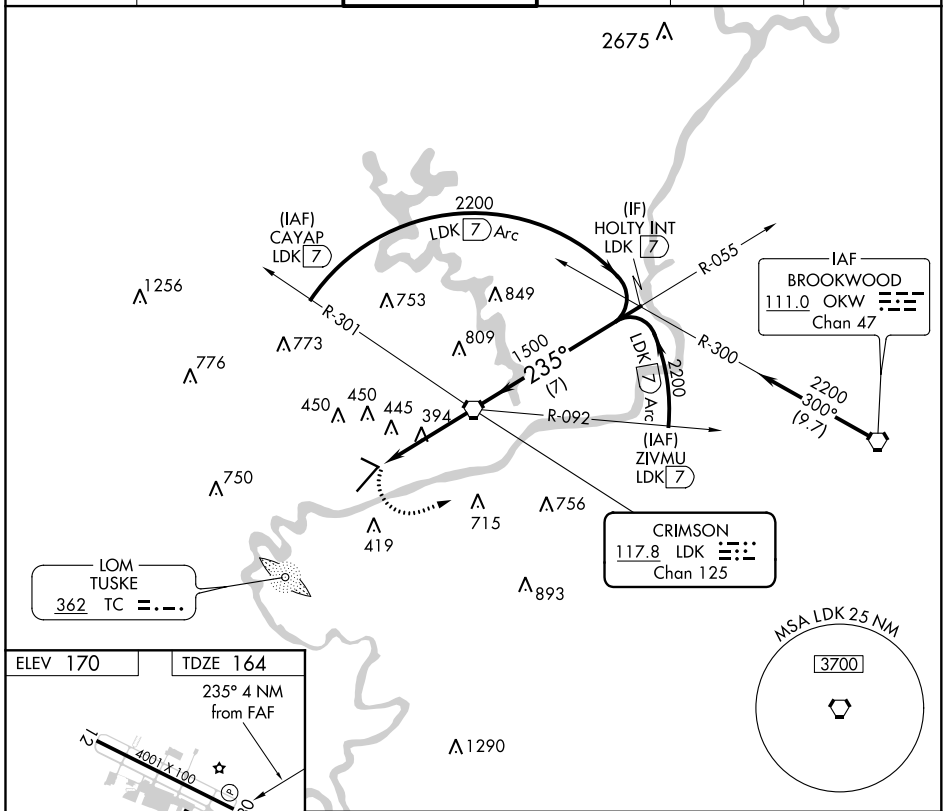 2675
2200
LDK 7 Arc
(IAF)
CAYAP
LDK 7
(IF)
HOLTY INT
LDK 7
R-055
IAF
BROOKWOOD
111.0 OKW
Chan 47
1256
753
849
R-301
773
809
776
1500
235°
(7)
LDK 7 Arc
2200
R-300
2200
300°
(9.7)
450
450
445
394
R-092
(IAF)
ZIVMU
LDK 7
750
419
715
756
CRIMSON
117.8 LDK
Chan 125
LOM
TUSKE
362 TC
893
MSA LDK 25 NM
3700
ELEV 170
TDZE 164
235° 4 NM
from FAF
12
4001 X 100
P
30
1290